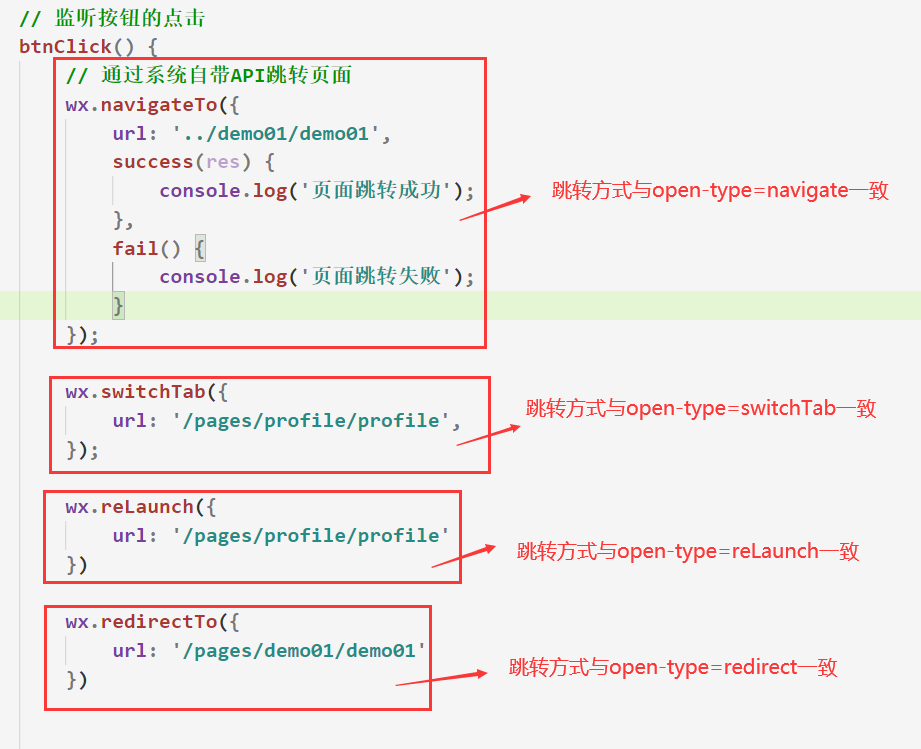 // 监听按钮的点击
btnClick() {
// 通过系统自带API跳转页面
wx.navigateTo({
url: '../demo01/demo01',
success(res) {
console.log('页面跳转成功');
跳转方式与open-type=navigate一致
},
fail() {
console.log('页面跳转失败');
}
});
wx.switchTab({
跳转方式与open-type=switchTab一致
url: '/pages/profile/profile',
});
wx.reLaunch({
url: '/pages/profile/profile'
跳转方式与open-type=reLaunch一致
})
wx.redirectTo({
url: '/pages/demo01/demo01'
跳转方式与open-type=redirect一致
})